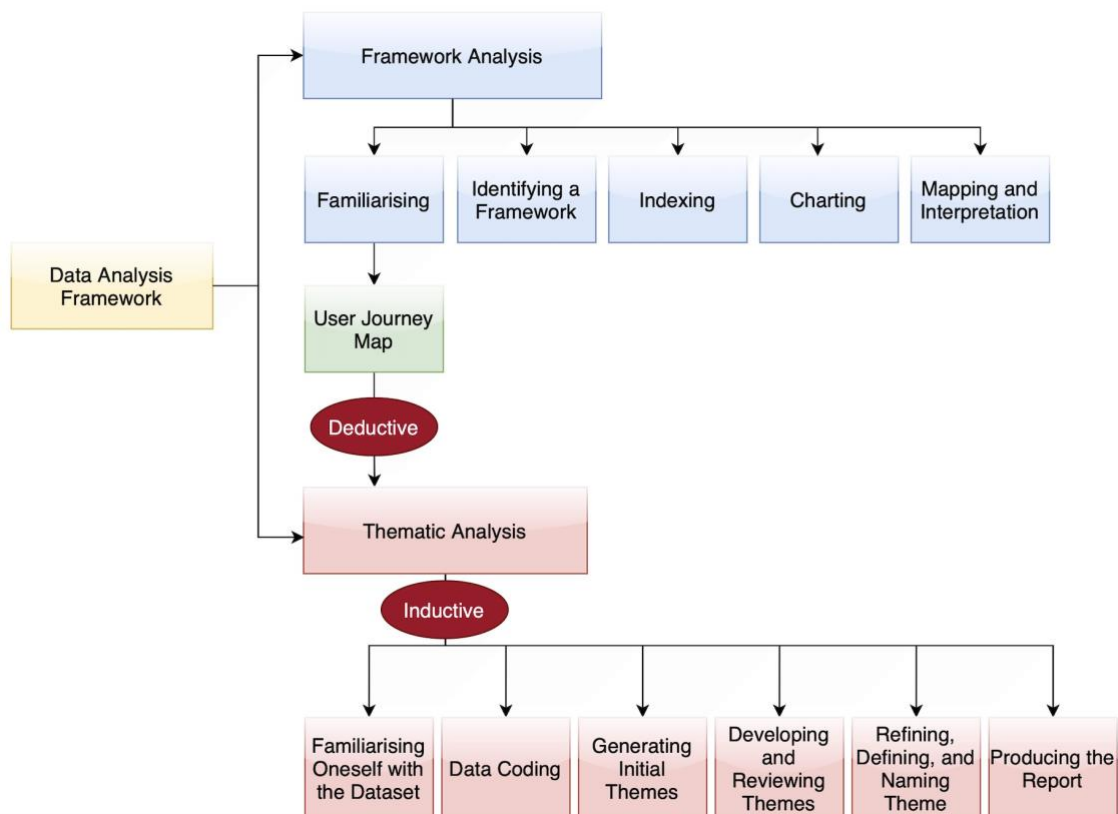 Framework Analysis
Familiarising
Identifying a
Framework
Indexing
Charting
Mapping and
Interpretation
Data Analysis
Framework
User Journey
Map
Deductive
Thematic Analysis
Inductive
Familiarising
Oneself with
the Dataset
Data Coding
Generating
Initial
Themes
Developing
and
Reviewing
Themes
Refining,
Defining, and
Naming
Theme
Producing the
Report